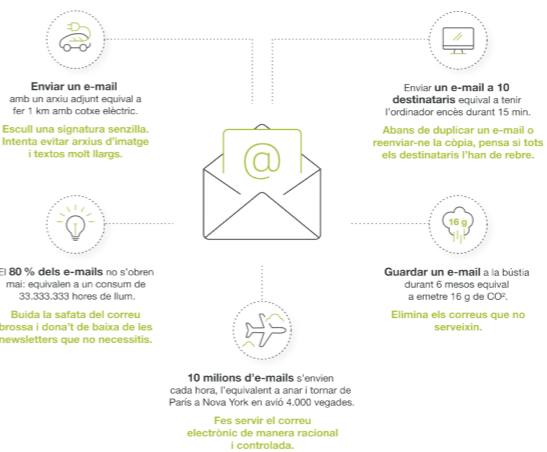 Enviar un e-mail
amb un arxiu adjunt equival a
fer 1 km amb cotxe elèctric.
Escull una signatura senzilla.
Intenta evitar arxius d'imatge
i textos molt llargs.
Enviar un e-mail a 10
destinataris equival a tenir
l'ordinador encès durant 15 min.
Abans de duplicar un e-mail o
reenviar-ne la còpia, pensa si tots
els destinataris l'han de rebre.
@
El 80 % dels e-mails no s'obren
mai: equivalen a un consum de
33.333.333 hores de llum.
Buida la safata del correu
brossa i dona't de baixa de les
newsletters que no necessitis.
16 g
Guardar un e-mail a la bústia
durant 6 mesos equival
a emetre 16 g de CO².
Elimina els correus que no
serveixin.
10 milions d'e-mails s'envien
cada hora, l'equivalent a anar i tornar de
París a Nova York en avió 4.000 vegades.
Fes servir el correu
electrònic de manera racional
i controlada.